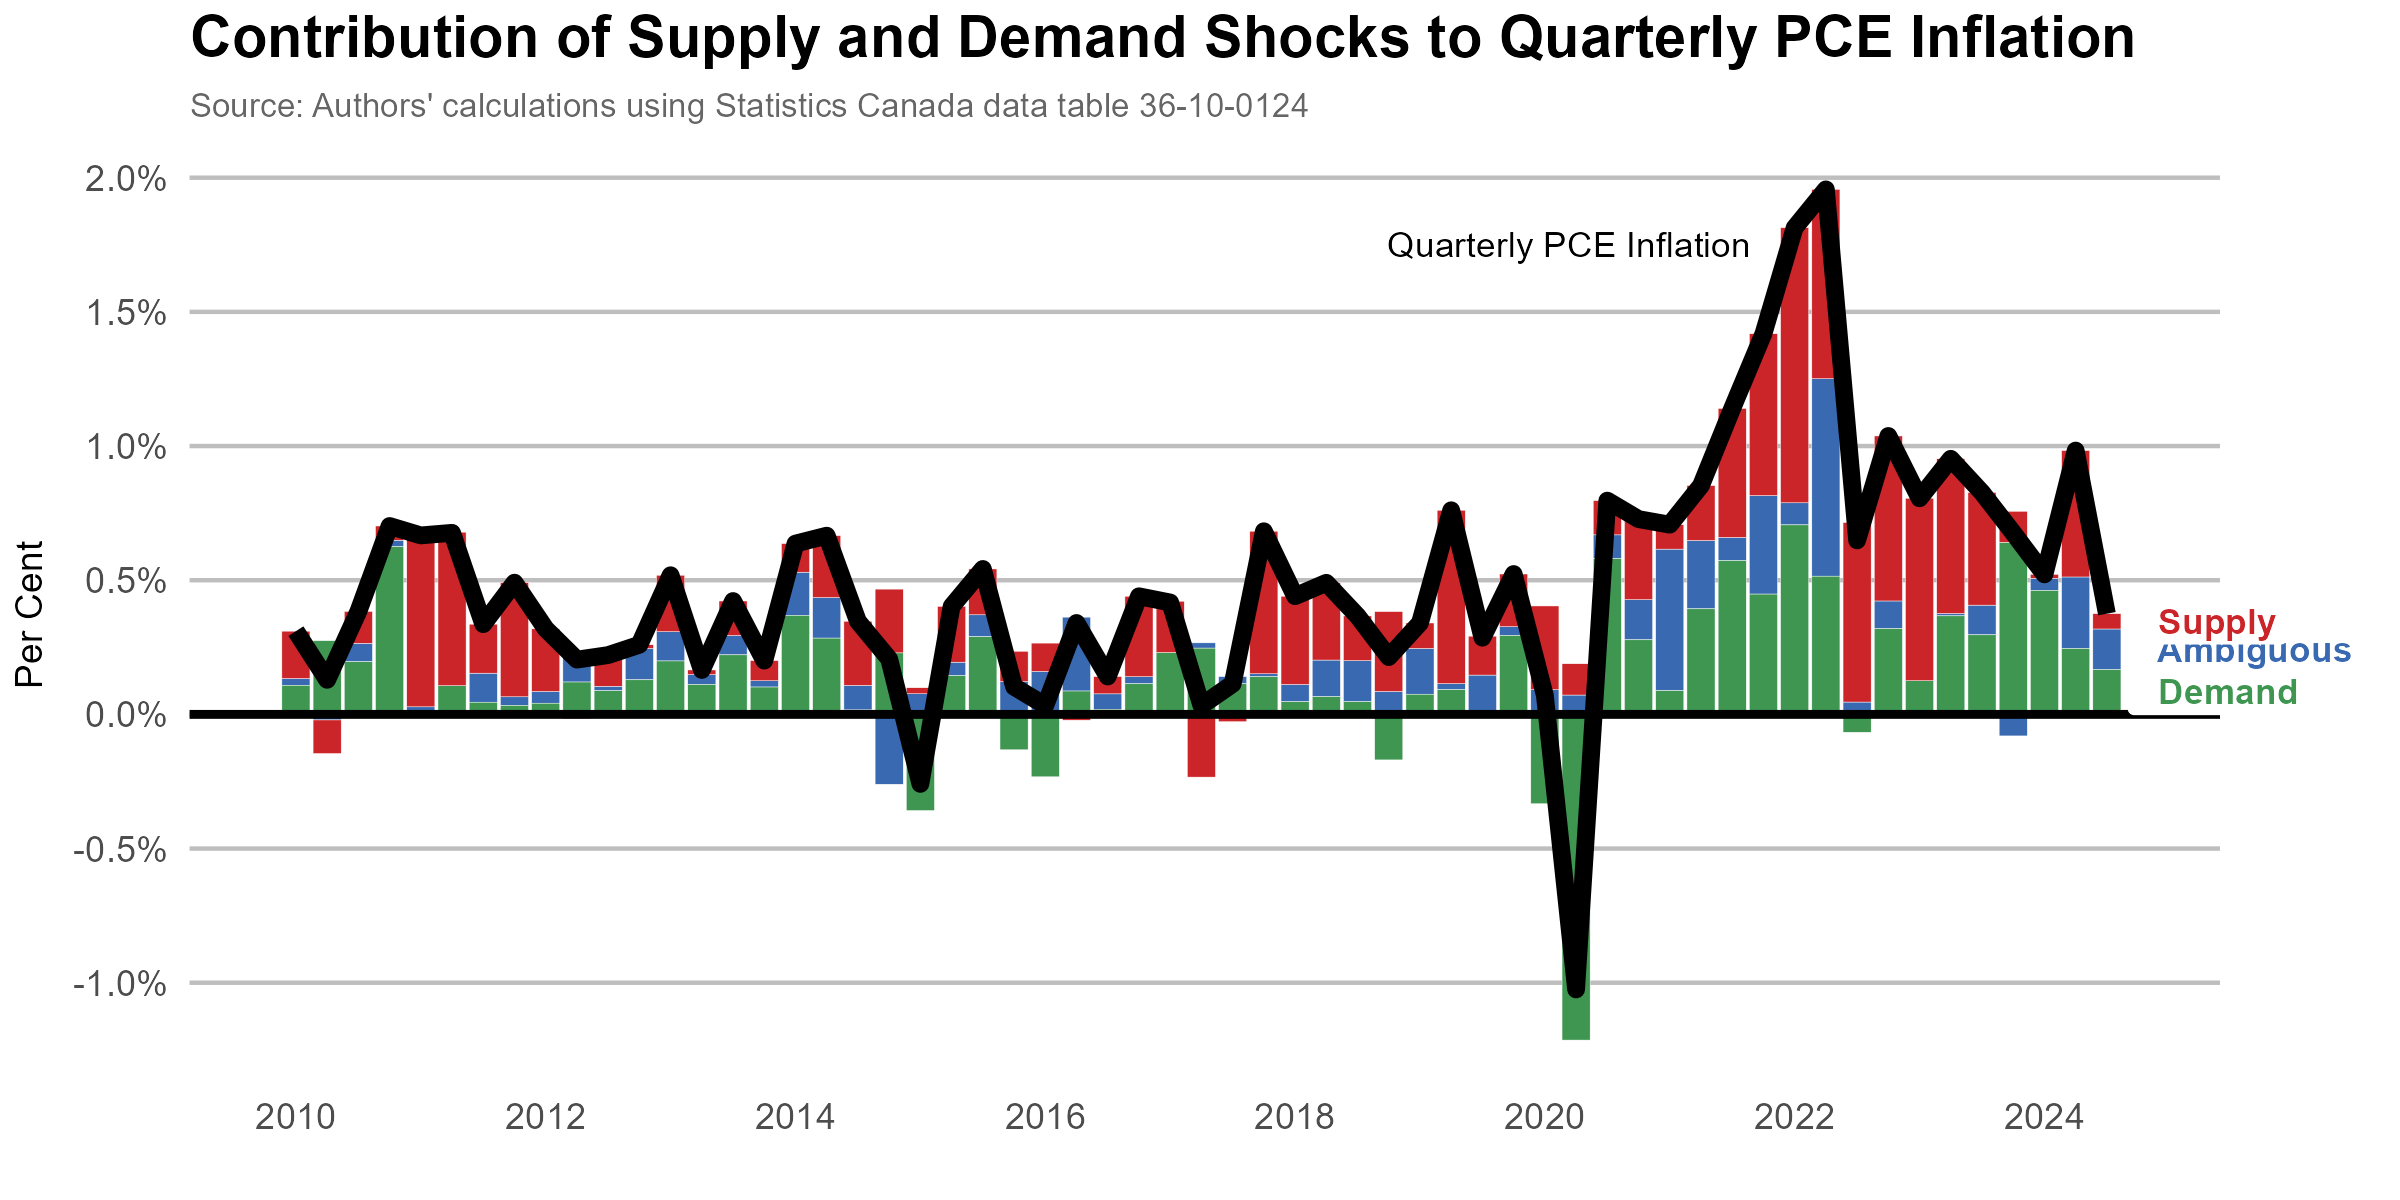 Contribution of Supply and Demand Shocks to Quarterly PCE Inflation
Source: Authors' calculations using Statistics Canada data table 36-10-0124
Per Cent
2.0%
1.5%
1.0%
0.5%
0.0%
-0.5%
-1.0%
Quarterly PCE Inflation
Supply
Ambiguous
Demand
2010 2012 2014 2016 2018 2020 2022 2024